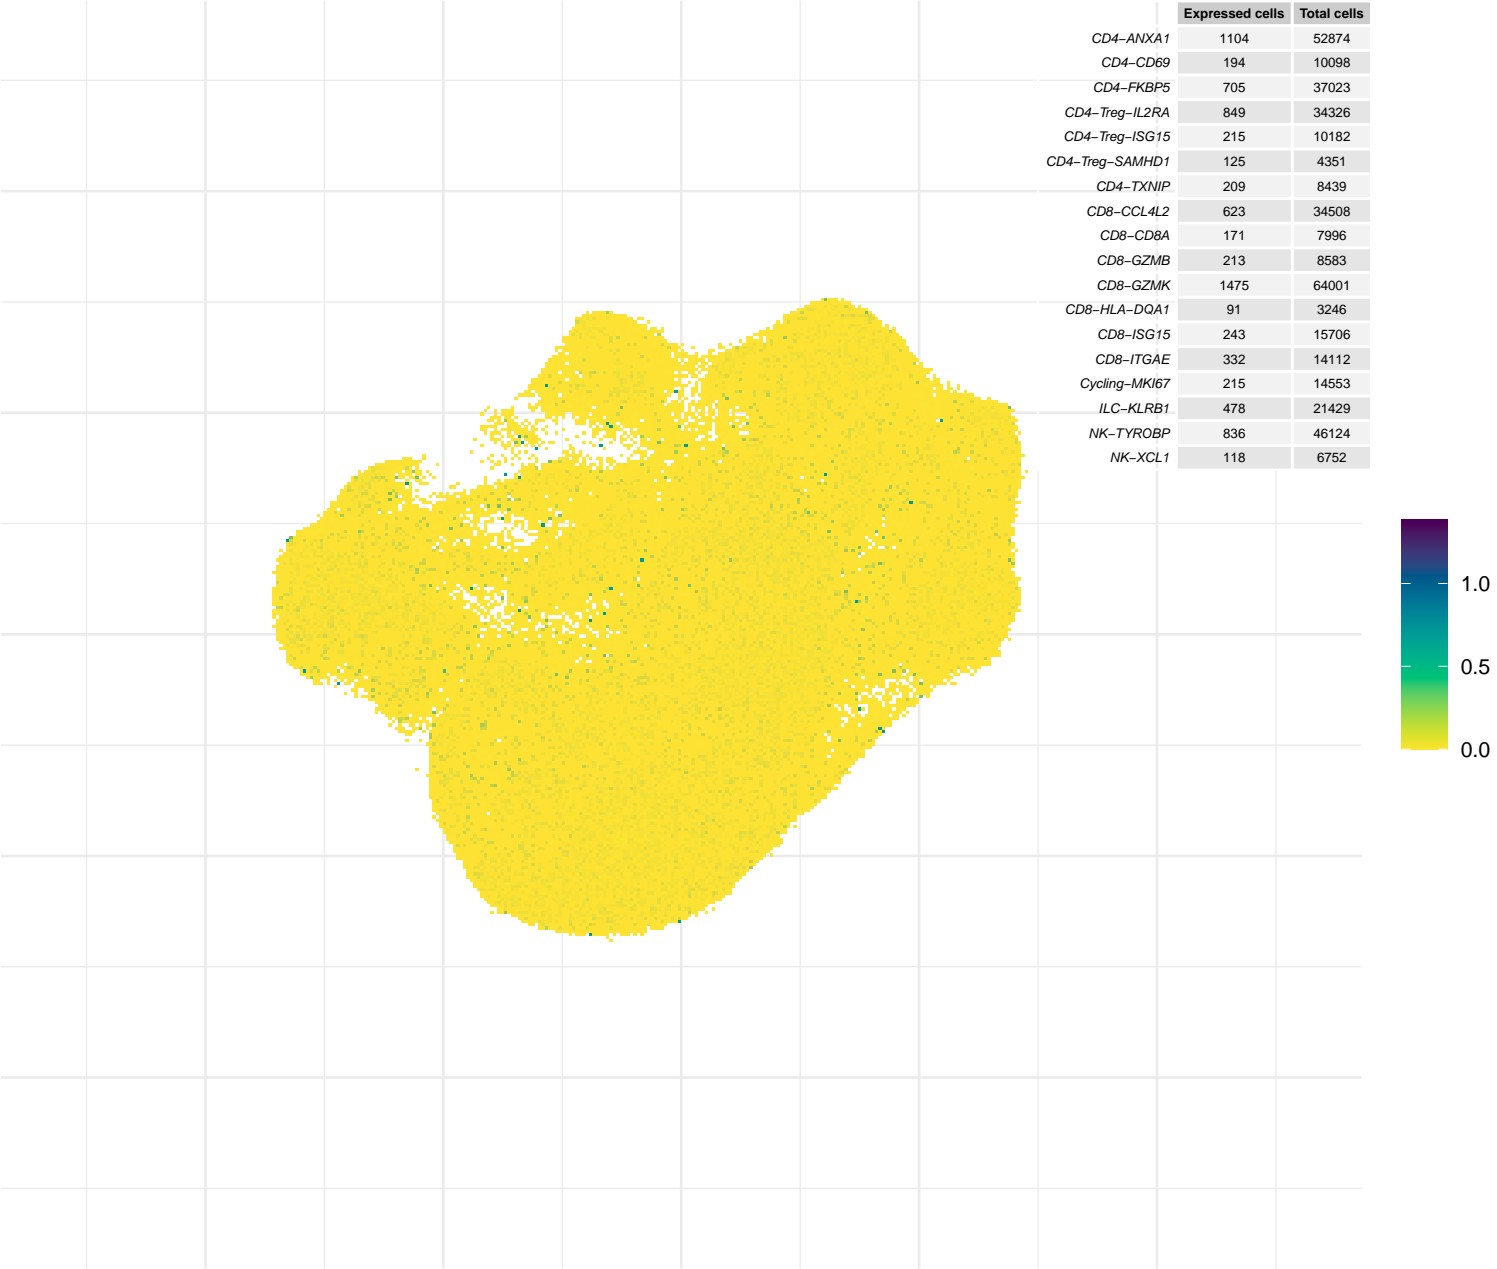 Expressed cells Total cells
CD4−ANXA1 1104 52874
CD4−CD69 194 10098
CD4−FKBP5 705 37023
CD4−Treg−IL2RA 849 34326
CD4−Treg−ISG15 215 10182
CD4−Treg−SAMHD1 125 4351
CD4−TXNIP 209 8439
CD8−CCL4L2 623 34508
CD8−CD8A 171 7996
CD8−GZMB 213 8583
CD8−GZMK 1475 64001
CD8−HLA−DQA1 91 3246
CD8−ISG15 243 15706
CD8−ITGAE 332 14112
Cycling−MKI67 215 14553
ILC−KLRB1 478 21429
NK−TYROBP 836 46124
NK−XCL1 118 6752
1.0
0.5
0.0